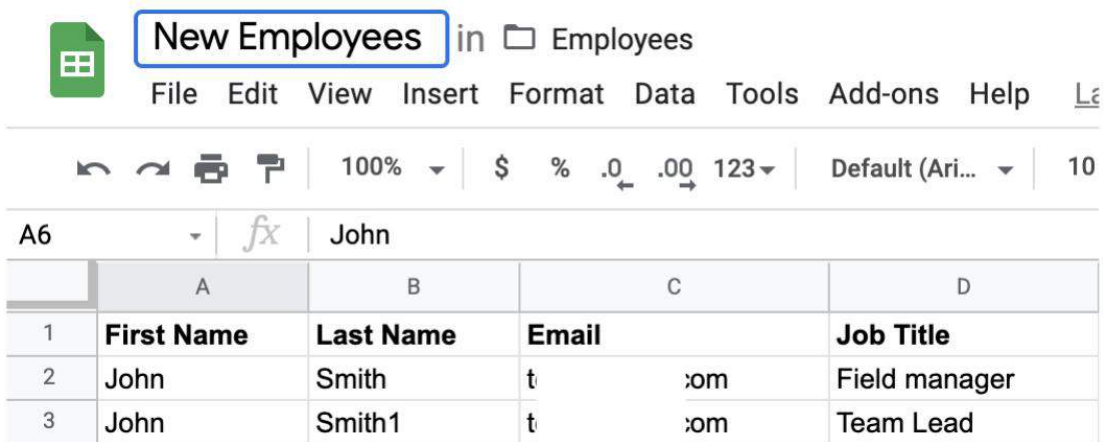 New Employees in Employees
File Edit View Insert Format Data Tools Add-ons Help
100% $ % .0 .00 123 Default (Ari... 10
A6 fx John
A B C D
1 First Name Last Name Email Job Title
2 John Smith com Field manager
3 John Smith1 com Team Lead